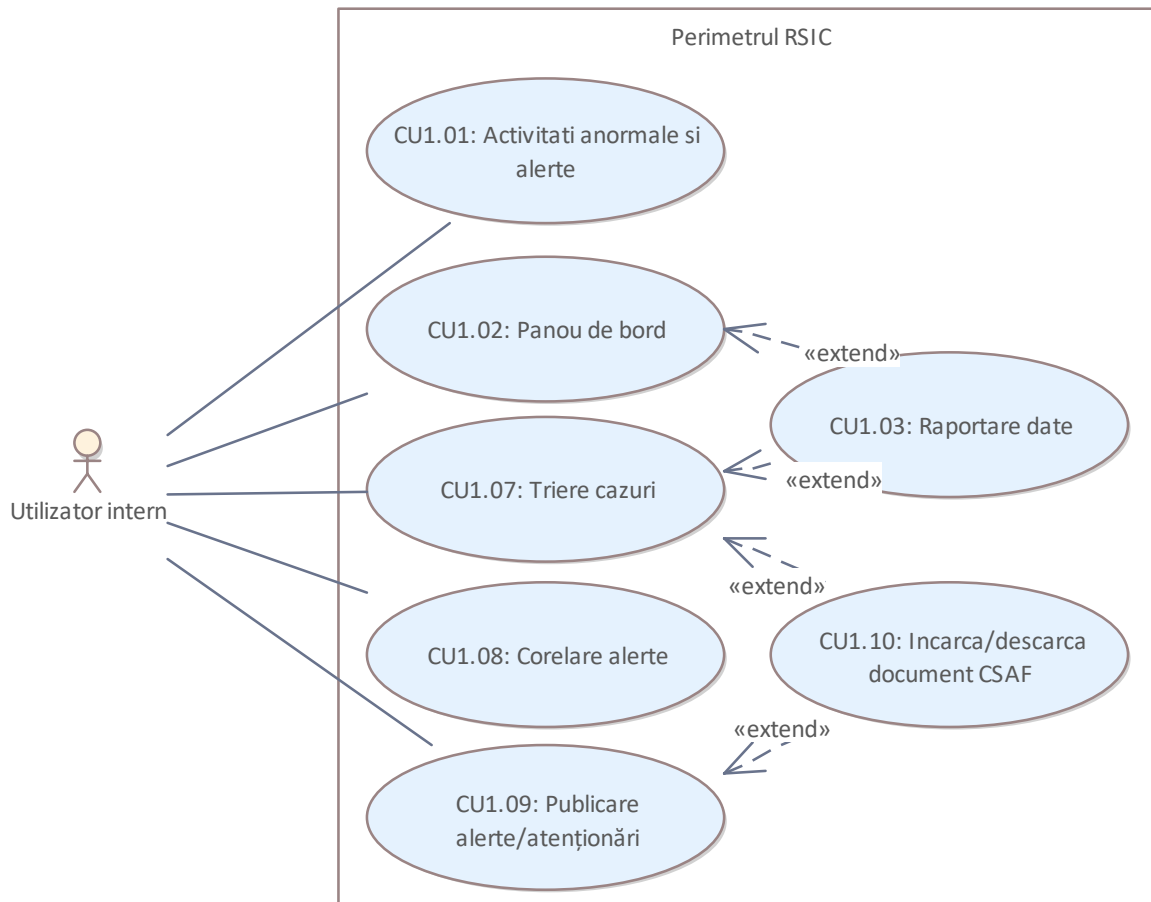 Perimetrul RSIC
CU1.01: Activitati anormale si
alerte
CU1.02: Panou de bord
«extend»
CU1.03: Raportare date
«extend»
CU1.07: Triere cazuri
Utilizator intern
«extend»
CU1.10: Incarca/descarca
document CSAF
CU1.08: Corelare alerte
«extend»
CU1.09: Publicare
alerte/atenționări